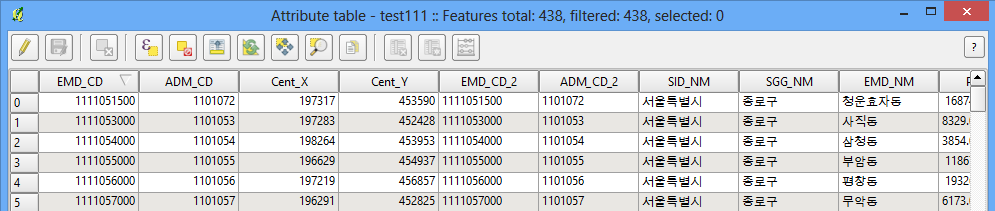 Attribute table - test111 :: Features total: 438, filtered: 438, selected: 0
?
EMD_CD ADM_CD Cent_X Cent_Y EMD_CD_2 ADM_CD_2 SID_NM SGG_NM EMD_NM
0 1111051500 1101072 197317 453590 1111051500 1101072 서울특별시 종로구 청운효자동 1687
1 1111053000 1101053 197283 452428 1111053000 1101053 서울특별시 종로구 사직동 8329.
2 1111054000 1101054 198264 453953 1111054000 1101054 서울특별시 종로구 삼청동 3854.
3 1111055000 1101055 196629 454937 1111055000 1101055 서울특별시 종로구 부암동 1186
4 1111056000 1101056 197219 456857 1111056000 1101056 서울특별시 종로구 평창동 1932
5 1111057000 1101057 196291 452825 1111057000 1101057 서울특별시 종로구 무악동 6173.